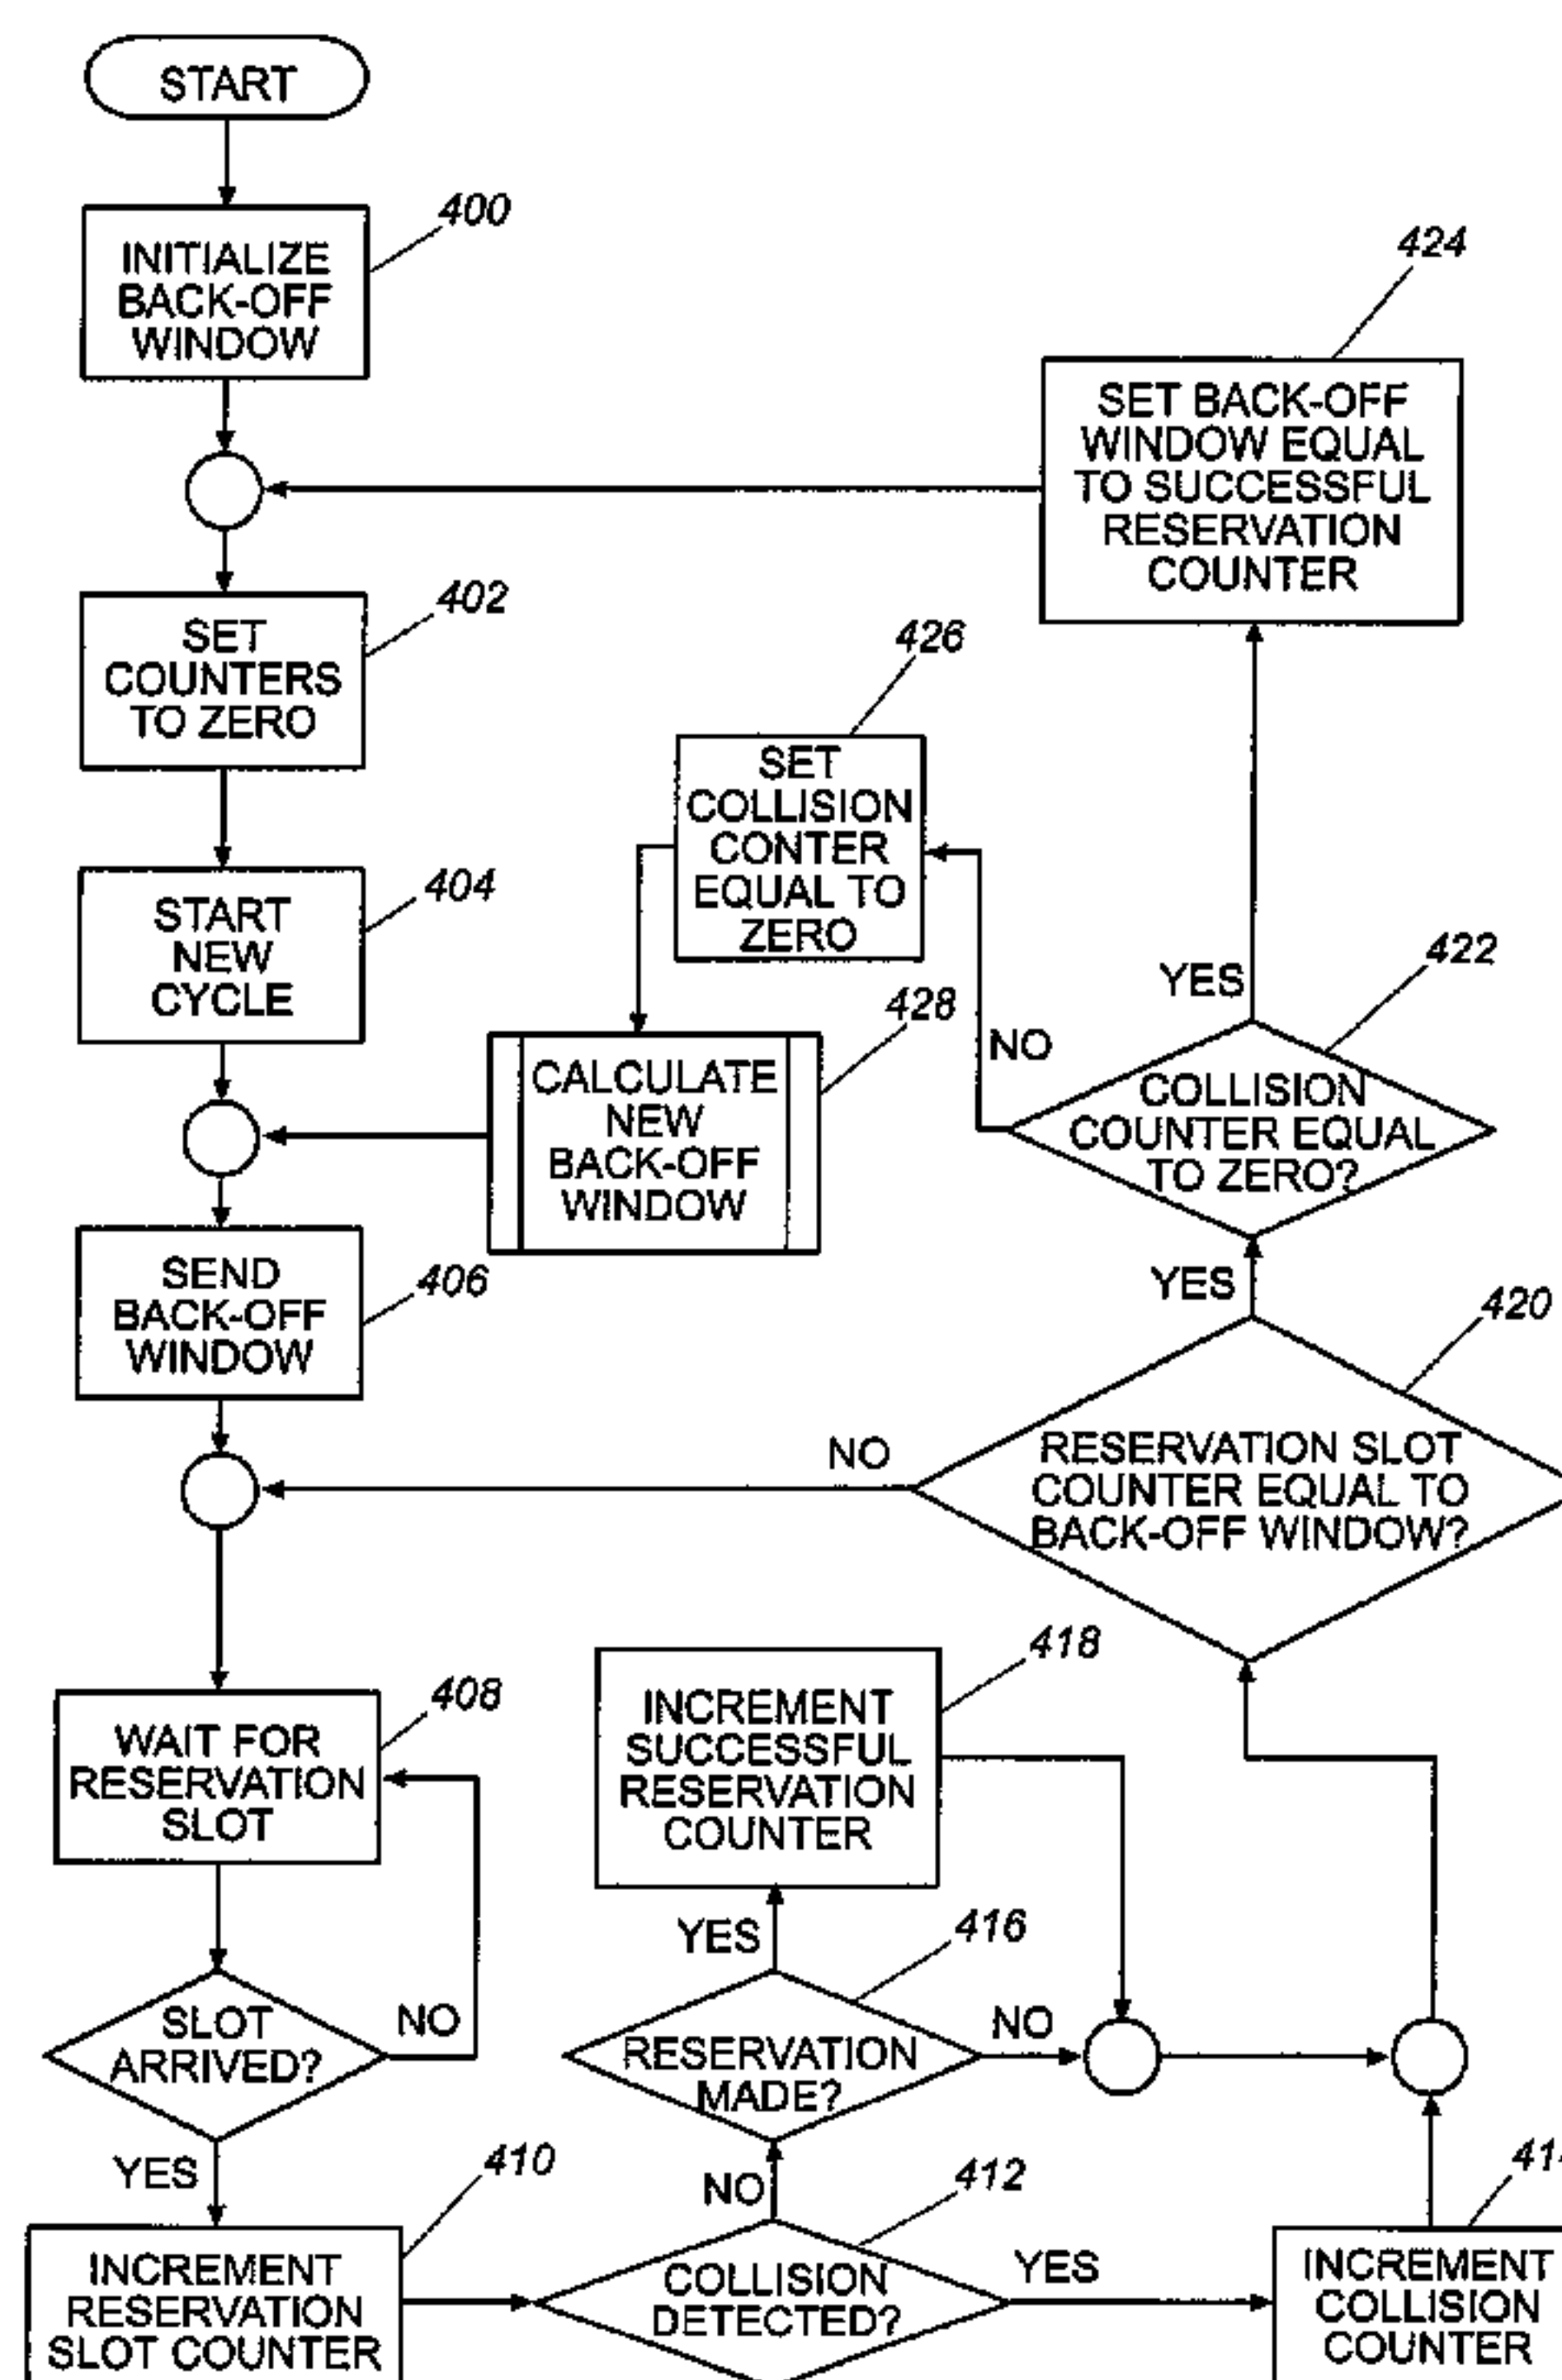 START
400
INITIALIZE
BACK-OFF
WINDOW
424
SET BACK-OFF
WINDOW EQUAL
TO SUCCESSFUL
RESERVATION
COUNTER
402
SET
COUNTERS
TO ZERO
426
SET
COLLISION
CONTER
EQUAL TO
ZERO
404
START
NEW
CYCLE
422
YES
NO
COLLISION
COUNTER EQUAL
TO ZERO?
428
CALCULATE
NEW
BACK-OFF
WINDOW
406
SEND
BACK-OFF
WINDOW
YES
420
NO
RESERVATION SLOT
COUNTER EQUAL TO
BACK-OFF WINDOW?
408
WAIT FOR
RESERVATION
SLOT
418
INCREMENT
SUCCESSFUL
RESERVATION
COUNTER
YES
416
SLOT
ARRIVED?
NO
RESERVATION
MADE?
NO
YES
410
NO
412
INCREMENT
RESERVATION
SLOT COUNTER
COLLISION
DETECTED?
YES
INCREMENT
COLLISION
COUNTER